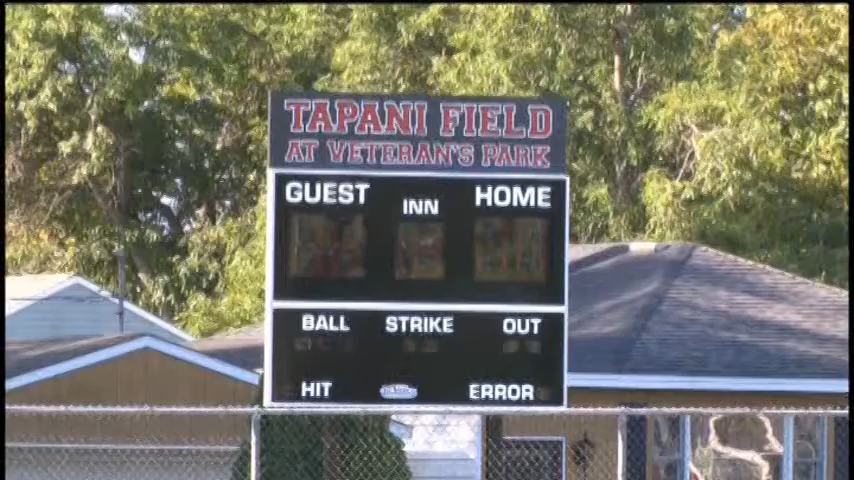 TAPANI FIELD
AT VETERAN'S PARK
GUEST INN HOME
BALL STRIKE OUT
HIT ERROR